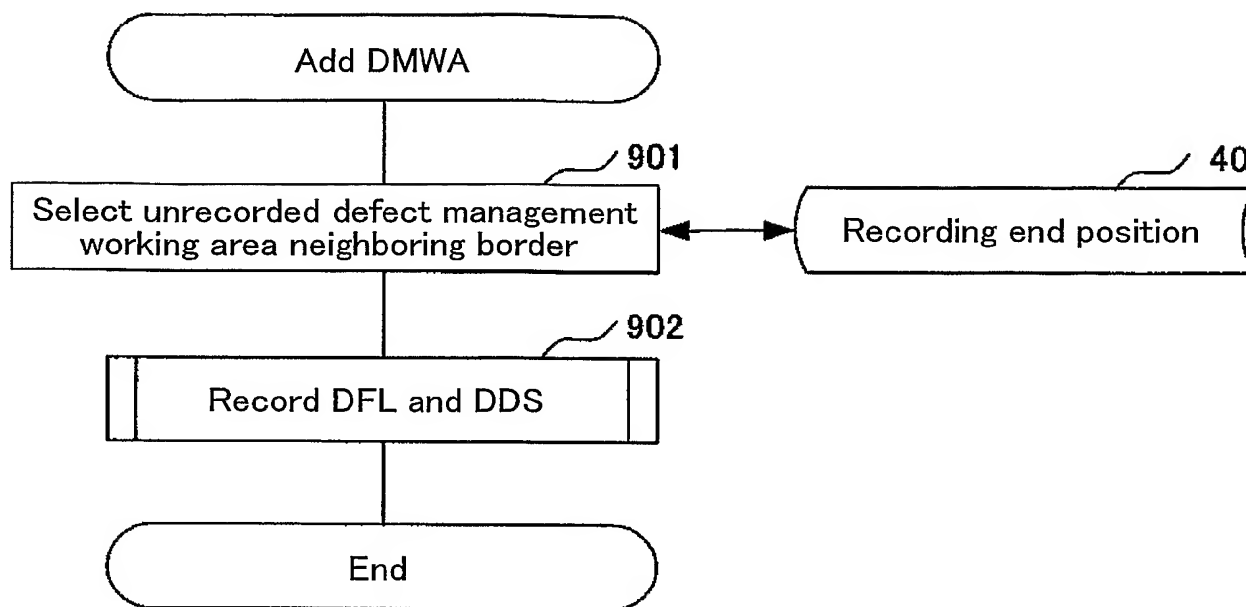 Add DMWA
901
40
Select unrecorded defect management
working area neighboring border
Recording end position
902
Record DFL and DDS
End